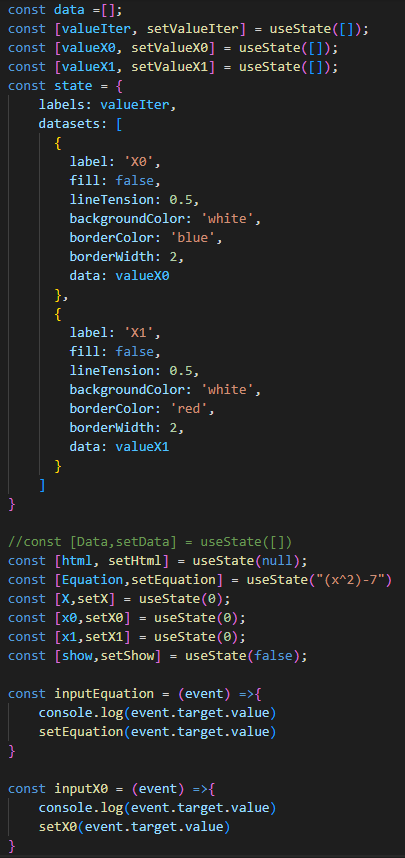 const data =[];
const [valueIter, setValueIter] = useState([]);
const [valueX0, setValueX0] = useState([]);
const [valueX1, setValueX1] = useState([]);
const state = {
    labels: valueIter,
    datasets: [
      {
        label: 'X0',
        fill: false,
        lineTension: 0.5,
        backgroundColor: 'white',
        borderColor: 'blue',
        borderWidth: 2,
        data: valueX0
      },
      {
        label: 'X1',
        fill: false,
        lineTension: 0.5,
        backgroundColor: 'white',
        borderColor: 'red',
        borderWidth: 2,
        data: valueX1
      }
    ]
}

//const [Data,setData] = useState([])
const [html, setHtml] = useState(null);
const [Equation,setEquation] = useState("(x^2)-7")
const [X,setX] = useState(0);
const [x0,setX0] = useState(0);
const [x1,setX1] = useState(0);
const [show,setShow] = useState(false);

const inputEquation = (event) =>{
    console.log(event.target.value)
    setEquation(event.target.value)
}

const inputX0 = (event) =>{
    console.log(event.target.value)
    setX0(event.target.value)
}